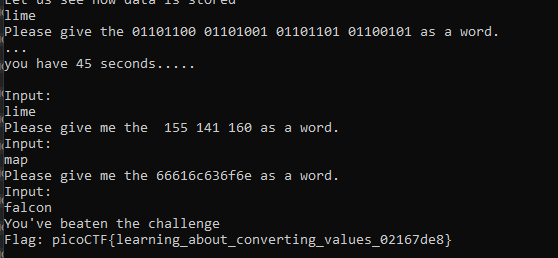 Let us see how data is stored
lime
Please give the 01101100 01101001 01101101 01100101 as a word.
...
you have 45 seconds.....
Input:
lime
Please give me the  155 141 160 as a word.
Input:
map
Please give me the 66616c636f6e as a word.
Input:
falcon
You've beaten the challenge
Flag: picoCTF{learning_about_converting_values_02167de8}